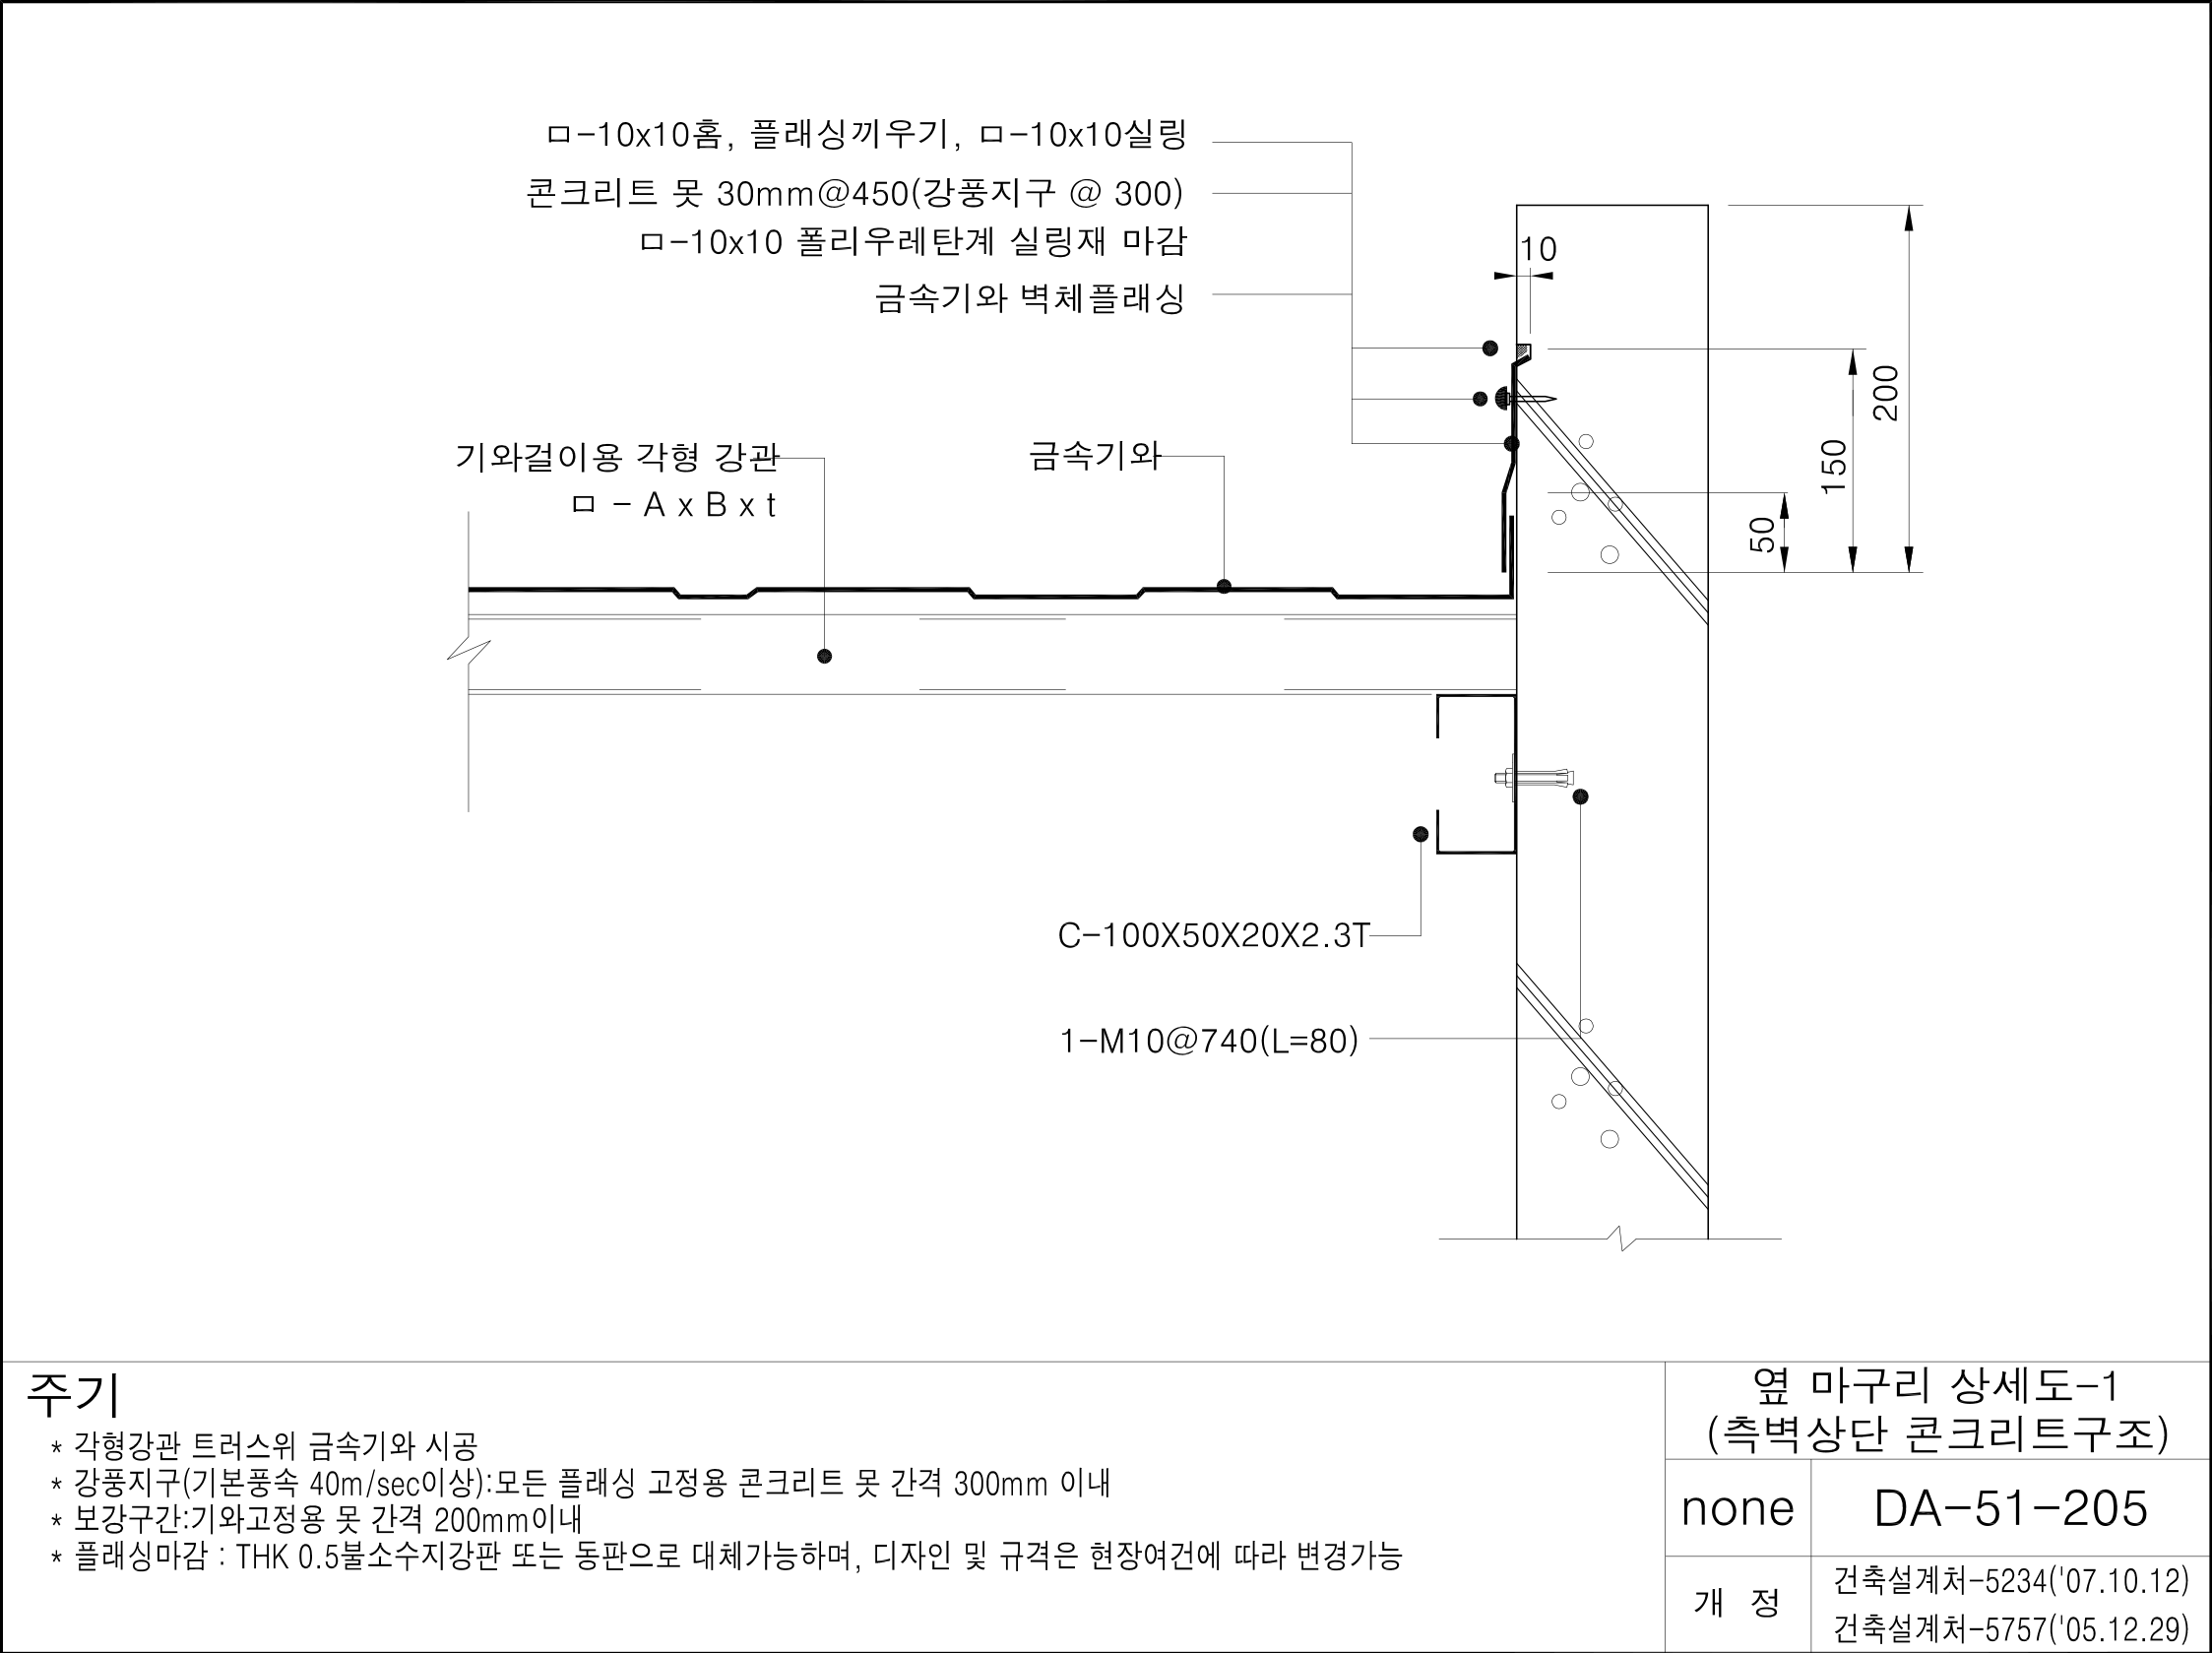 ㅁ-10x10홈, 플래싱끼우기, ㅁ-10x10실링
콘크리트 못 30mm@450(강풍지구 @ 300)
ㅁ-10x10 폴리우레탄계 실링재 마감
금속기와 벽체플래싱
10
200
150
50
기와걸이용 각형 강관
ㅁ - A x B x t
금속기와
C-100X50X20X2.3T
1-M10@740(L=80)
주기
* 각형강관 트러스위 금속기와 시공
* 강풍지구(기본풍속 40m/sec이상):모든 플래싱 고정용 콘크리트 못 간격 300mm 이내
* 보강구간:기와고정용 못 간격 200mm이내
* 플래싱마감 : THK 0.5불소수지강판 또는 동판으로 대체가능하며, 디자인 및 규격은 현장여건에 따라 변경가능
옆 마구리 상세도-1
(측벽상단 콘크리트구조)
none
DA-51-205
개 정
건축설계처-5234('07.10.12)
건축설계처-5757('05.12.29)